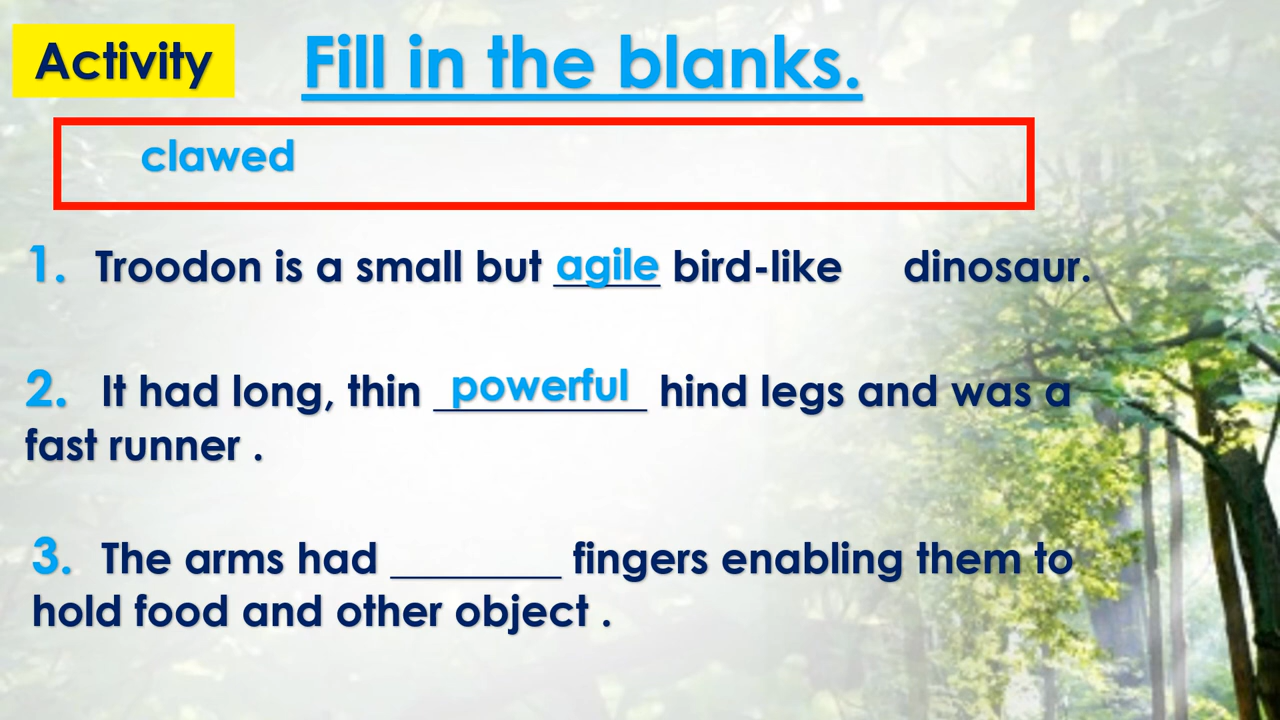 Activity
Fill in the blanks.
clawed
1. Troodon is a small but agile bird-like dinosaur.
2. It had long, thin powerful hind legs and was a
fast runner .
3. The arms had ________ fingers enabling them to
hold food and other object .